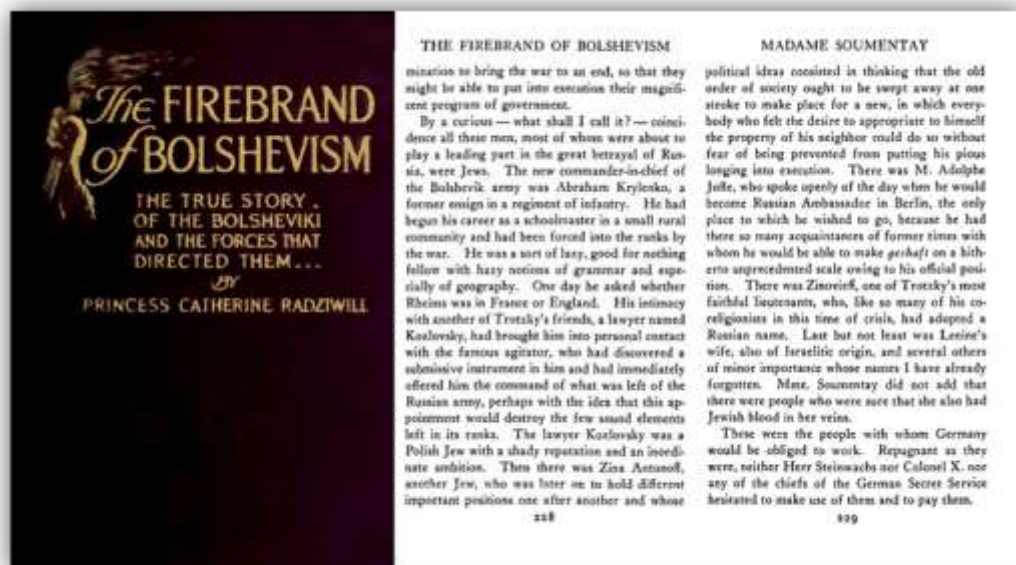 The FIREBRAND
of BOLSHEVISM
THE TRUE STORY.
OF THE BOLSHEVIKI
AND THE FORCES THAT
DIRECTED THEM...
BY
PRINCESS CATHERINE RADZIWILL
THE FIREBRAND OF BOLSHEVISM
mination to bring the war to an end, so that they
might be able to put into execution their magnifi-
cent program of government.
By a curious — what shall I call it? — coinci-
dence all these men, most of whom were about to
play a leading part in the great betrayal of Rus-
sia, were Jews. The new commander-in-chief of
the Bolshevik army was Abraham Krylenko, a
former ensign in a regiment of infantry. He had
begun his career as a schoolmaster in a small rural
community and had been forced into the ranks by
the war. He was a sort of lazy, good for nothing
fellow with hazy notions of grammar and espe-
cially of geography. One day he asked whether
Rheims was in France or England. His intimacy
with another of Trotzky's friends, a lawyer named
Kozlovsky, had brought him into personal contact
with the famous agitator, who had discovered a
submissive instrument in him and had immediately
offered him the command of what was left of the
Russian army, perhaps with the idea that this ap-
pointment would destroy the few sound elements
left in its ranks. The lawyer Kozlovsky was a
Polish Jew with a shady reputation and an inordi-
nate ambition. Then there was Zina Antunoff,
another Jew, who was later on to hold different
important positions one after another and whose
228
MADAME SOUMENTAY
political ideas consisted in thinking that the old
order of society ought to be swept away at one
stroke to make place for a new, in which every-
body who felt the desire to appropriate to himself
the property of his neighbor could do so without
fear of being prevented from putting his pious
longing into execution. There was M. Adolphe
Joffe, who spoke openly of the day when he would
become Russian Ambassador in Berlin, the only
place to which he wished to go, because he had
there so many acquaintances of former times with
whom he would be able to make geshaft on a hith-
erto unprecedented scale owing to his official posi-
tion. There was Zinovieff, one of Trotzky's most
faithful lieutenants, who, like so many of his co-
religionists in this time of crisis, had adopted a
Russian name. Last but not least was Lenine's
wife, also of Israelitic origin, and several others
of minor importance whose names I have already
forgotten. Mme. Soumentay did not add that
there were people who were sure that she also had
Jewish blood in her veins.
These were the people with whom Germany
would be obliged to work. Repugnant as they
were, neither Herr Steinwachs nor Colonel X. nor
any of the chiefs of the German Secret Service
hesitated to make use of them and to pay them.
229